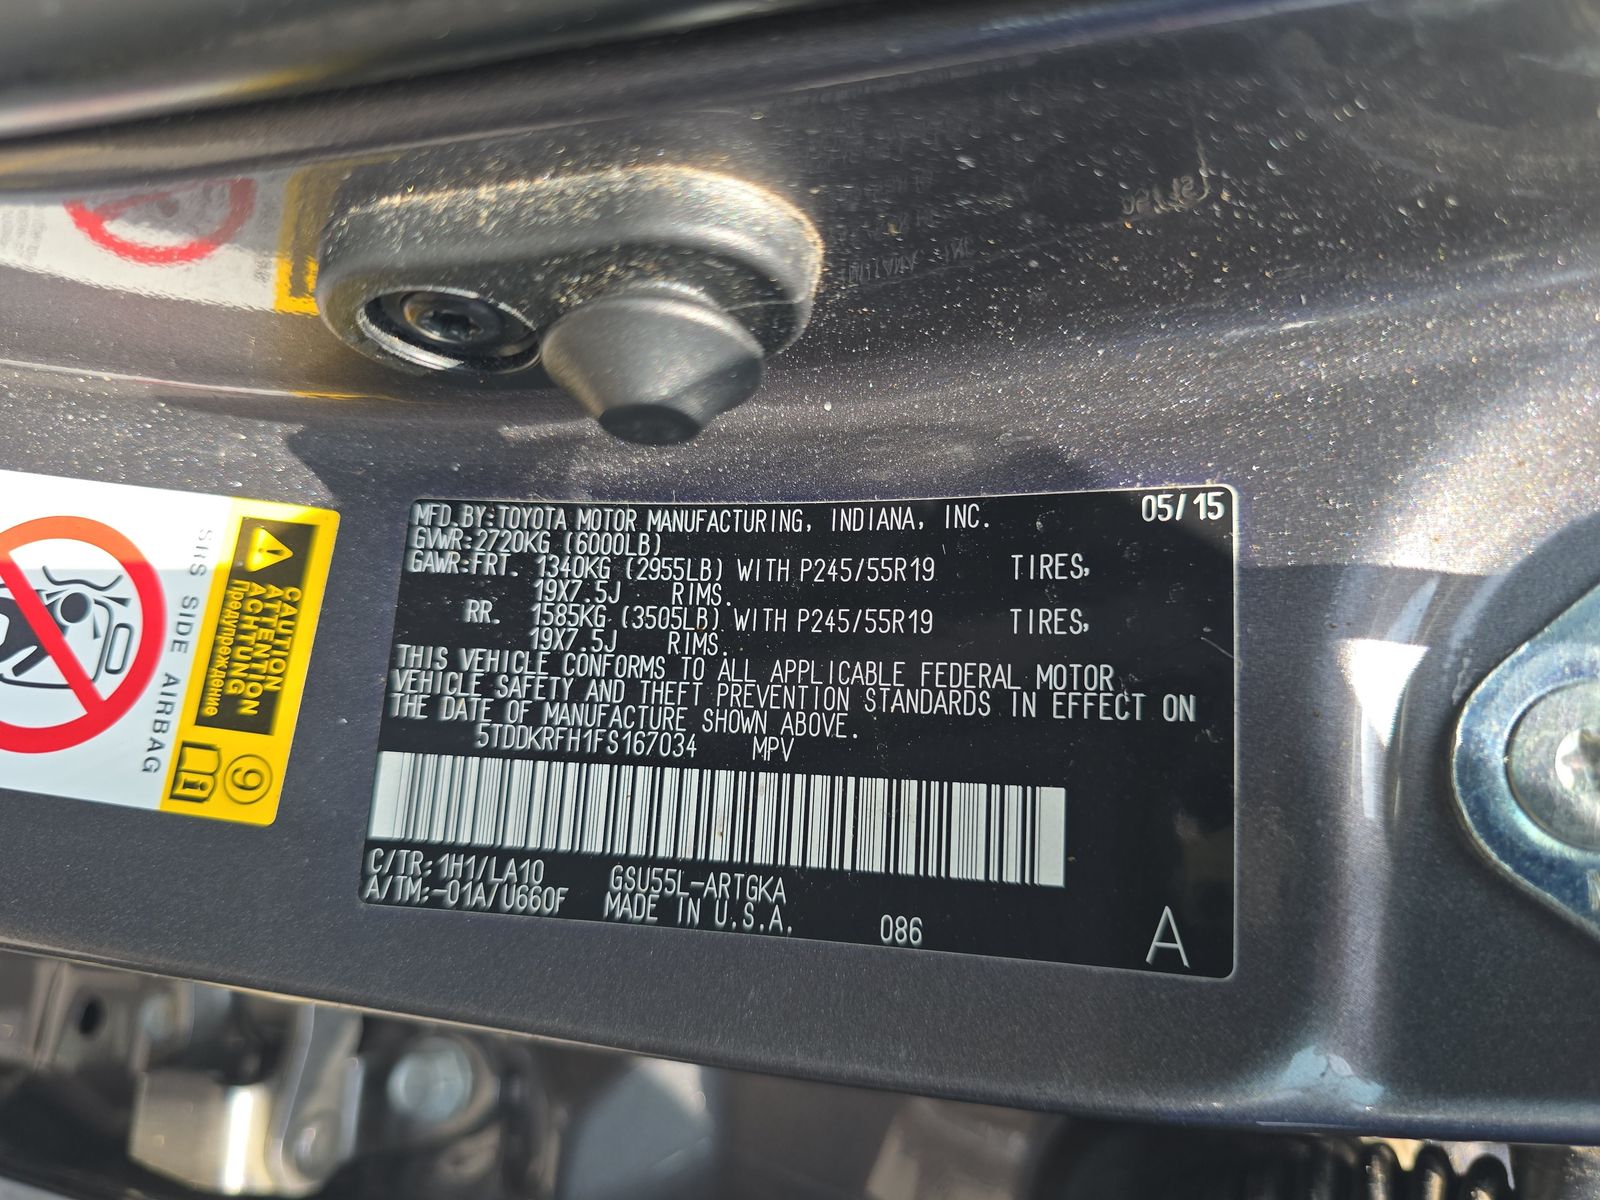 MFD.BY:TOYOTA MOTOR MANUFACTURING, INDIANA, INC. 05/15
GVWR:2720KG (6000LB)
GAWR:FRT. 1340KG (2955LB) WITH P245/55R19 TIRES,
19X7.5J RIMS.
RR. 1585KG (3505LB) WITH P245/55R19 TIRES,
19X7.5J RIMS.
THIS VEHICLE CONFORMS TO ALL APPLICABLE FEDERAL MOTOR
VEHICLE SAFETY AND THEFT PREVENTION STANDARDS IN EFFECT ON
THE DATE OF MANUFACTURE SHOWN ABOVE.
5TDDKRFH1FS167034 MPV
C/TR:1H1/LA10 GSU55L-ARTGKA
A/TM:-01A/U660F MADE IN U.S.A. 086 A
CAUTION
ATTENTION
ACHTUNG
Предупреждение
SRS SIDE AIRBAG
9